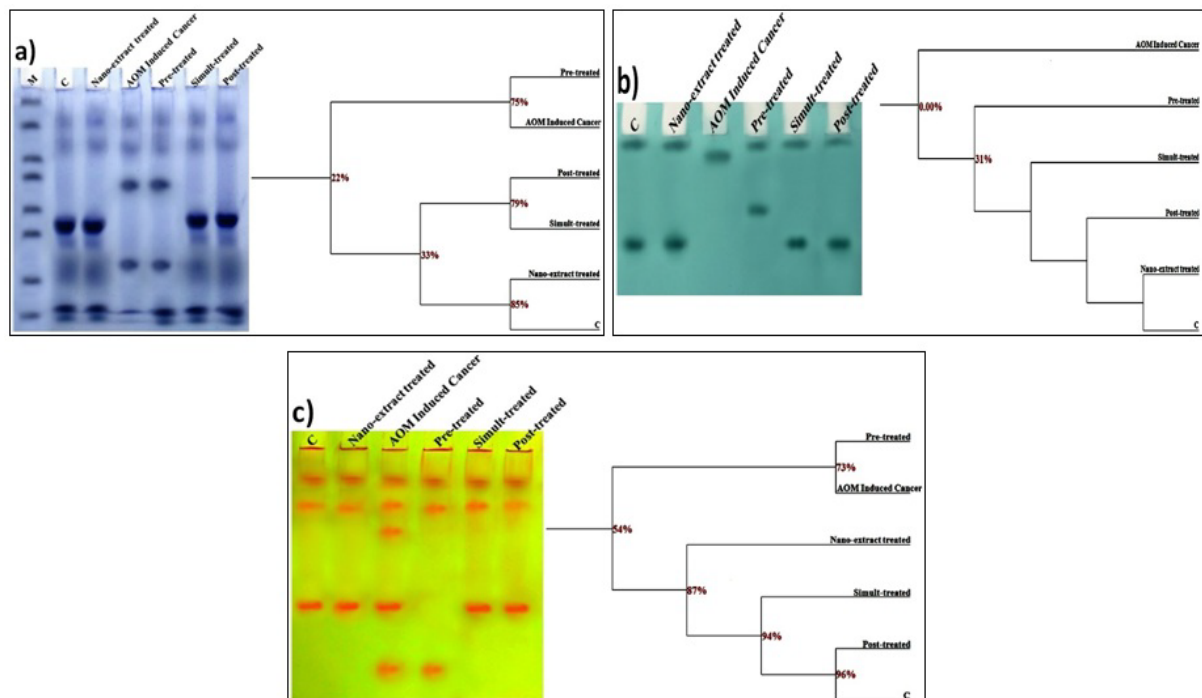 a)
M
C
Nano-extract treated
AOM Induced Cancer
Pre-treated
Simult-treated
Post-treated
Pre-treated
75%
AOM Induced Cancer
22%
Post-treated
79%
Simult-treated
33%
Nano-extract treated
85%
C
b)
C
Nano-extract treated
AOM Induced Cancer
Pre-treated
Simult-treated
Post-treated
AOM Induced Cancer
0.00%
Pre-treated
31%
Simult-treated
Post-treated
Nano-extract treated
C
c)
C
Nano-extract treated
AOM Induced Cancer
Pre-treated
Simult-treated
Post-treated
Pre-treated
73%
AOM Induced Cancer
54%
Nano-extract treated
87%
Simult-treated
94%
Post-treated
96%
C